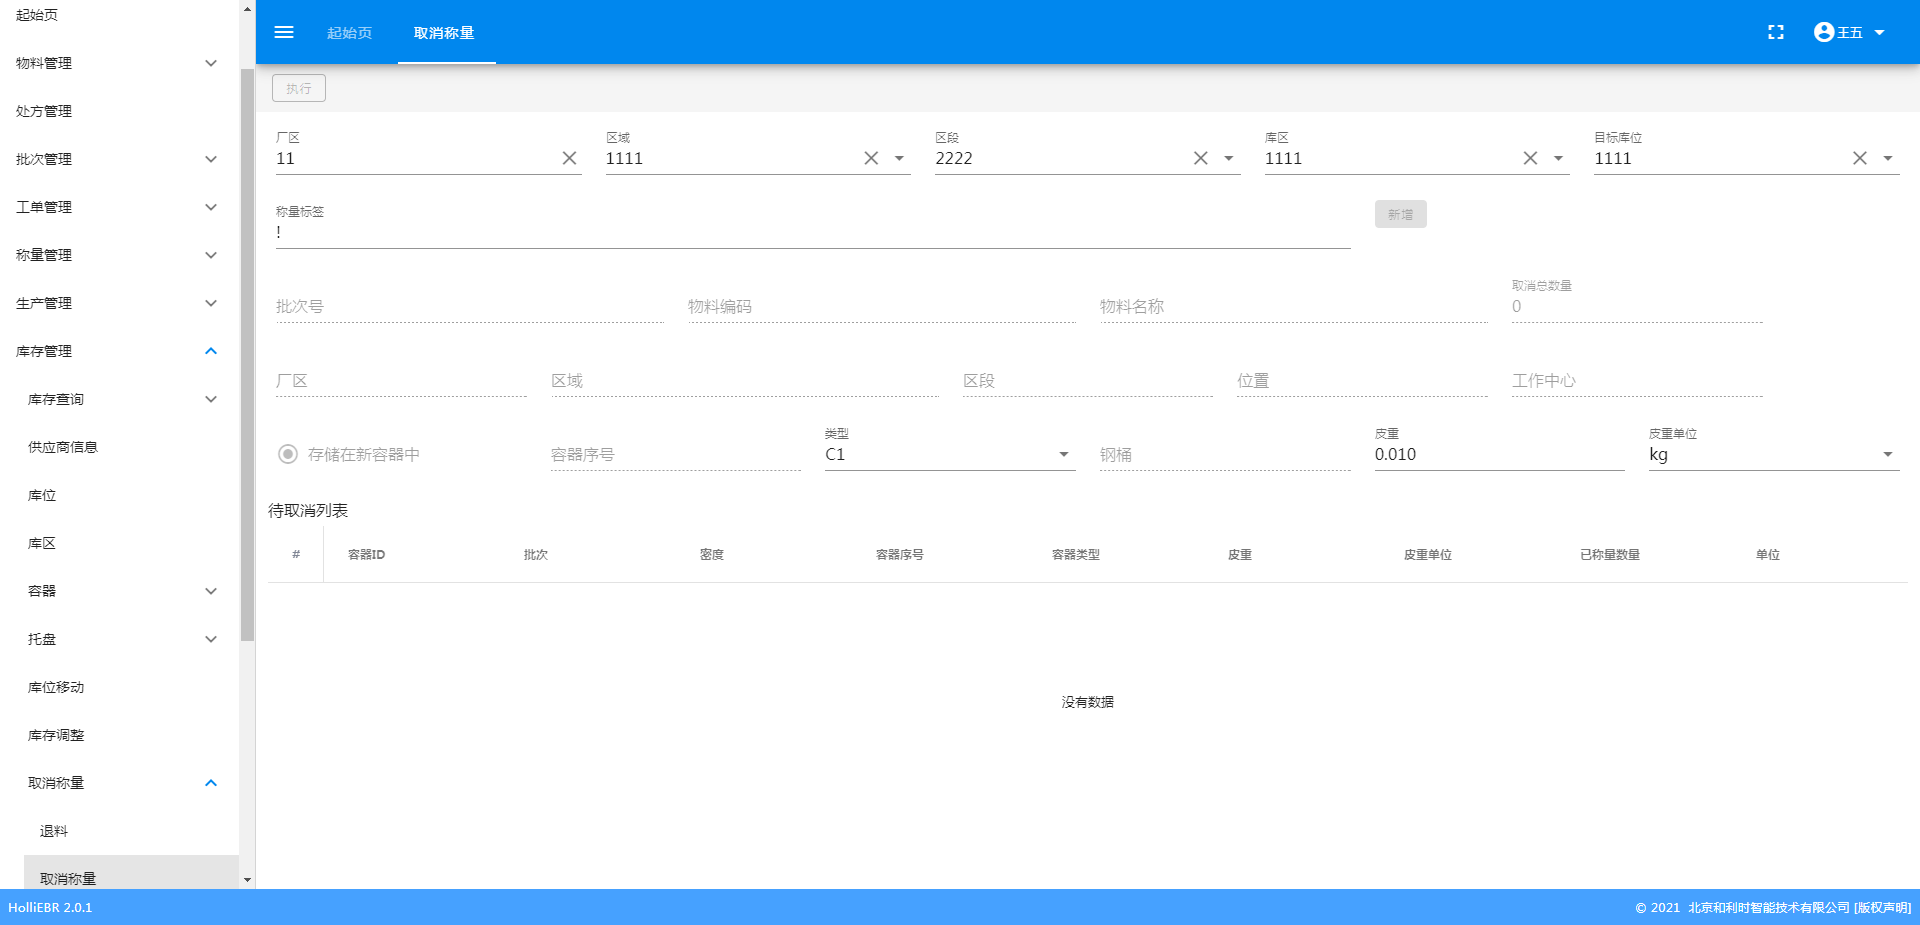 起始页
物料管理
处方管理
批次管理
工单管理
称量管理
生产管理
库存管理
库存查询
供应商信息
库位
库区
容器
托盘
库位移动
库存调整
取消称量
退料
取消称量
起始页 取消称量 王五
执行
厂区 区域 区段 库区 目标库位
11 1111 2222 1111 1111
称量标签
!
新增
取消总数量
批次号 物料编码 物料名称 0
厂区 区域 区段 位置 工作中心
类型 皮重 皮重单位
存储在新容器中 容器序号 C1 钢桶 0.010 kg
待取消列表
# 容器ID 批次 密度 容器序号 容器类型 皮重 皮重单位 已称量数量 单位
没有数据
HolliEBR 2.0.1
© 2021 北京和利时智能技术有限公司 [版权声明]